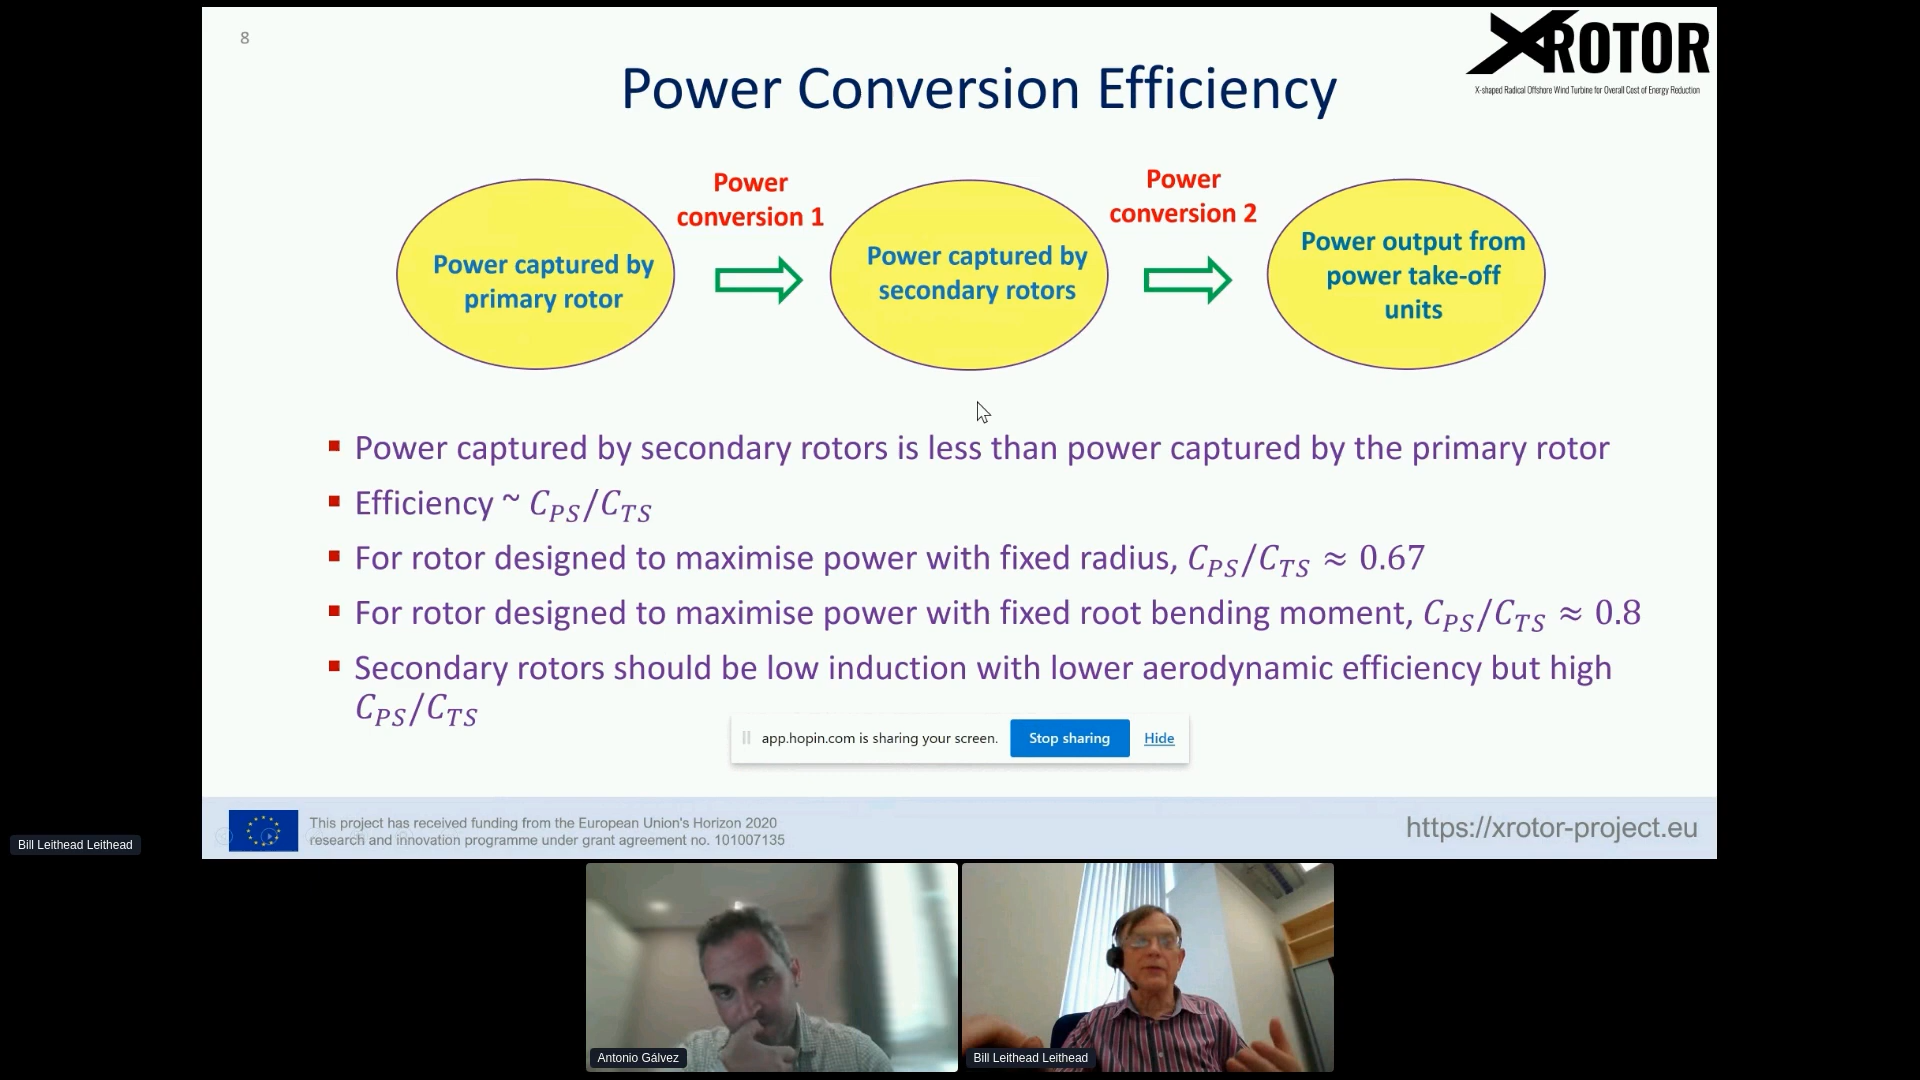 8
XROTOR
X-shaped Radical Offshore Wind Turbine for Overall Cost of Energy Reduction
Power Conversion Efficiency
Power captured by
primary rotor
Power
conversion 1
Power captured by
secondary rotors
Power
conversion 2
Power output from
power take-off
units
▪ Power captured by secondary rotors is less than power captured by the primary rotor
▪ Efficiency ~ C_PS/C_TS
▪ For rotor designed to maximise power with fixed radius, C_PS/C_TS ≈ 0.67
▪ For rotor designed to maximise power with fixed root bending moment, C_PS/C_TS ≈ 0.8
▪ Secondary rotors should be low induction with lower aerodynamic efficiency but high
C_PS/C_TS
app.hopin.com is sharing your screen. Stop sharing Hide
This project has received funding from the European Union's Horizon 2020
research and innovation programme under grant agreement no. 101007135
https://xrotor-project.eu
Bill Leithead Leithead
Antonio Gálvez
Bill Leithead Leithead